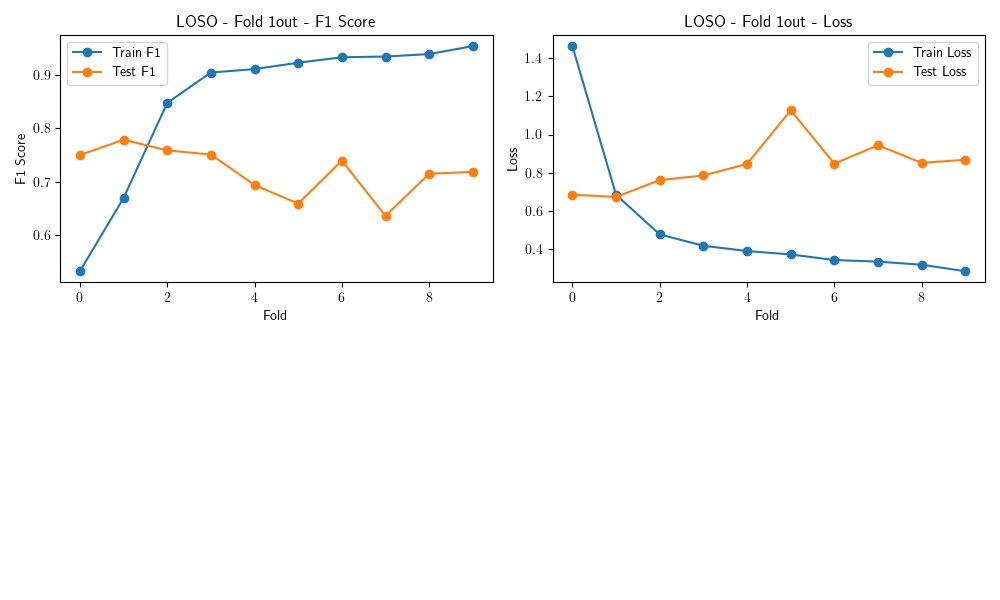 LOSO - Fold 1out - F1 Score
Train F1
Test F1
F1 Score
0.9
0.8
0.7
0.6
0 2 4 6 8
Fold
LOSO - Fold 1out - Loss
Train Loss
Test Loss
Loss
1.4
1.2
1.0
0.8
0.6
0.4
0 2 4 6 8
Fold